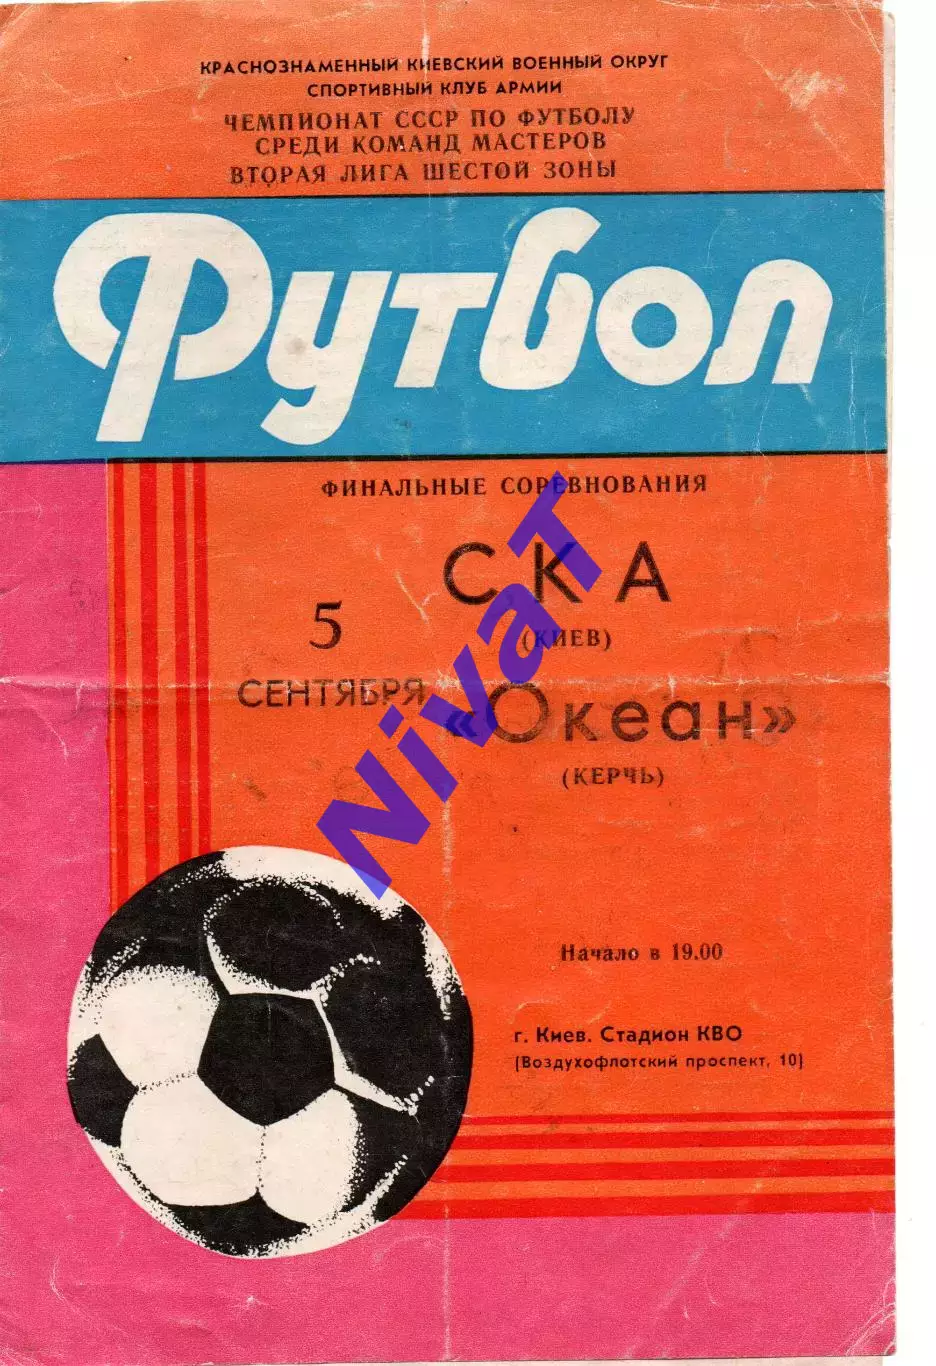 КРАСНОЗНАМЕННЫЙ КИЕВСКИЙ ВОЕННЫЙ ОКРУГ
СПОРТИВНЫЙ КЛУБ АРМИИ
ЧЕМПИОНАТ СССР ПО ФУТБОЛУ
СРЕДИ КОМАНД МАСТЕРОВ
ВТОРАЯ ЛИГА ШЕСТОЙ ЗОНЫ
Футбол
ФИНАЛЬНЫЕ СОРЕВНОВАНИЯ
СКА
(КИЕВ)
5
СЕНТЯБРЯ
«Океан»
(КЕРЧЬ)
NivaT
Начало в 19.00
г. Киев. Стадион КВО
(Воздухофлотский проспект, 10)